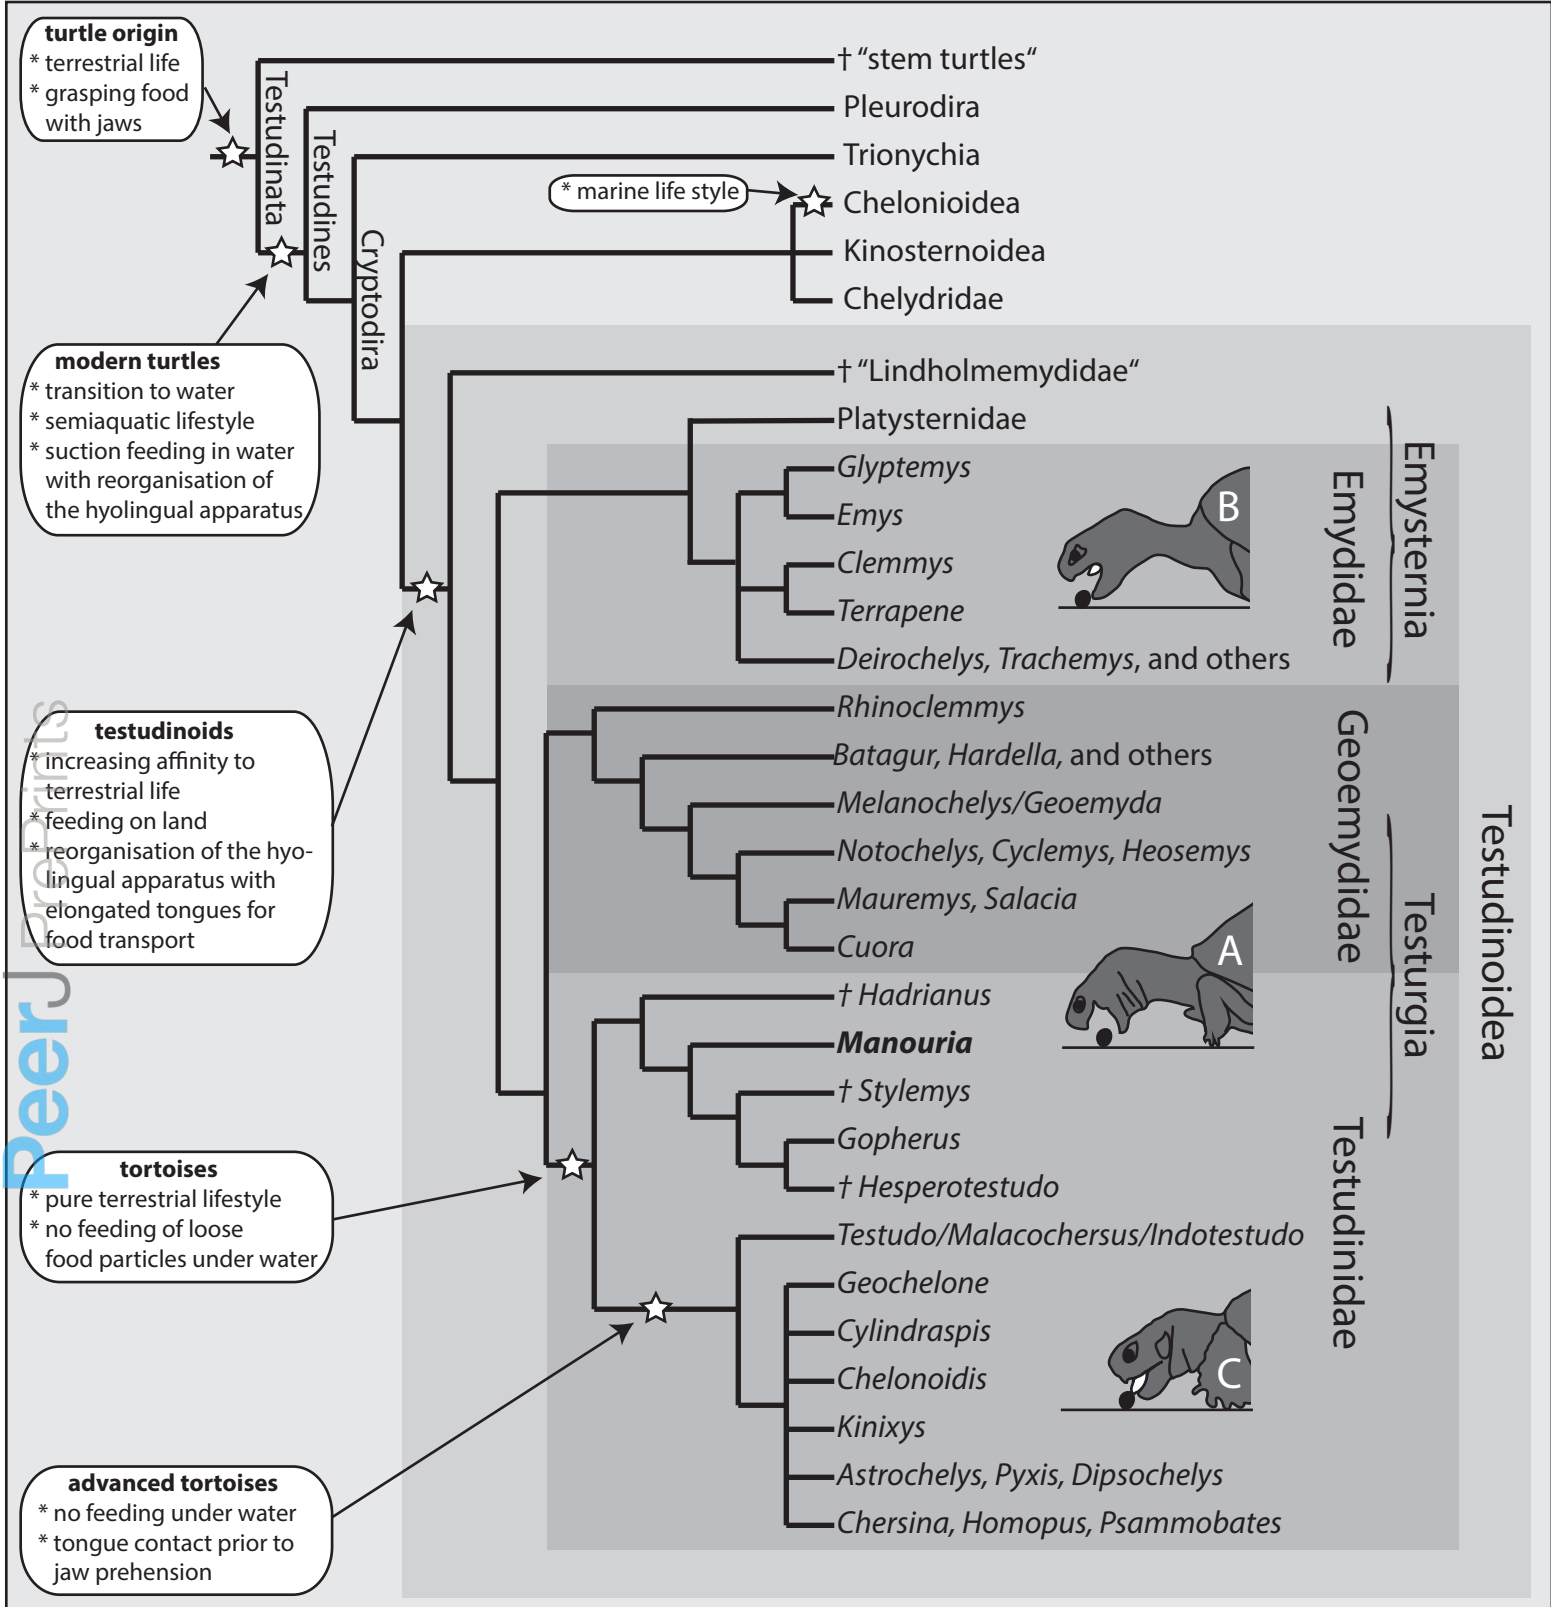 turtle origin
* terrestrial life
* grasping food
with jaws
Testudinata
Testudines
Cryptodira
† “stem turtles“
Pleurodira
Trionychia
* marine life style
Chelonioidea
Kinosternoidea
Chelydridae
modern turtles
* transition to water
* semiaquatic lifestyle
* suction feeding in water
with reorganisation of
the hyolingual apparatus
† “Lindholmemydidae“
Platysternidae
Glyptemys
Emys
Clemmys
Terrapene
Deirochelys, Trachemys, and others
B
Emydidae
Emysternia
testudinoids
* increasing affinity to
terrestrial life
* feeding on land
* reorganisation of the hyo-
lingual apparatus with
elongated tongues for
food transport
Rhinoclemmys
Batagur, Hardella, and others
Melanochelys/Geoemyda
Notochelys, Cyclemys, Heosemys
Mauremys, Salacia
Cuora
A
Geoemydidae
Testurgia
Testudinoidea
† Hadrianus
Manouria
† Stylemys
Gopherus
† Hesperotestudo
tortoises
* pure terrestrial lifestyle
* no feeding of loose
food particles under water
Testudo/Malacochersus/Indotestudo
Geochelone
Cylindraspis
Chelonoidis
Kinixys
Astrochelys, Pyxis, Dipsochelys
Chersina, Homopus, Psammobates
C
Testudinidae
advanced tortoises
* no feeding under water
* tongue contact prior to
jaw prehension
PeerJ PrePrints